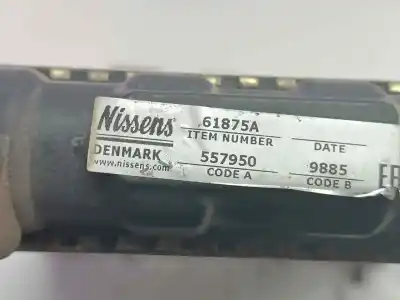 Nissens
DENMARK
www.nissens.com
61875A
ITEM NUMBER
DATE
557950
9885
CODE A
CODE B